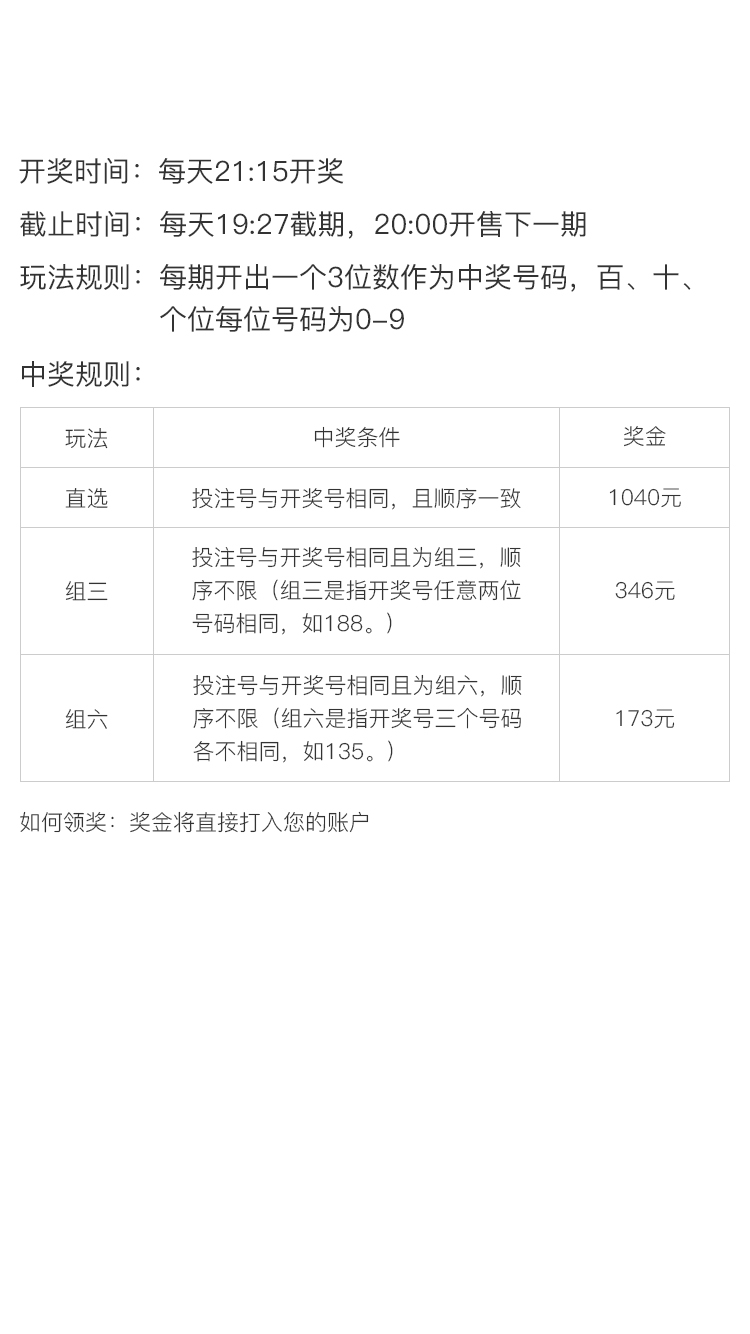 开奖时间：每天21:15开奖
截止时间：每天19:27截期，20:00开售下一期
玩法规则：每期开出一个3位数作为中奖号码，百、十、
个位每位号码为0-9
中奖规则：
玩法 中奖条件 奖金
直选 投注号与开奖号相同，且顺序一致 1040元
投注号与开奖号相同且为组三，顺
组三 序不限（组三是指开奖号任意两位 346元
号码相同，如188。）
投注号与开奖号相同且为组六，顺
组六 序不限（组六是指开奖号三个号码 173元
各不相同，如135。）
如何领奖：奖金将直接打入您的账户